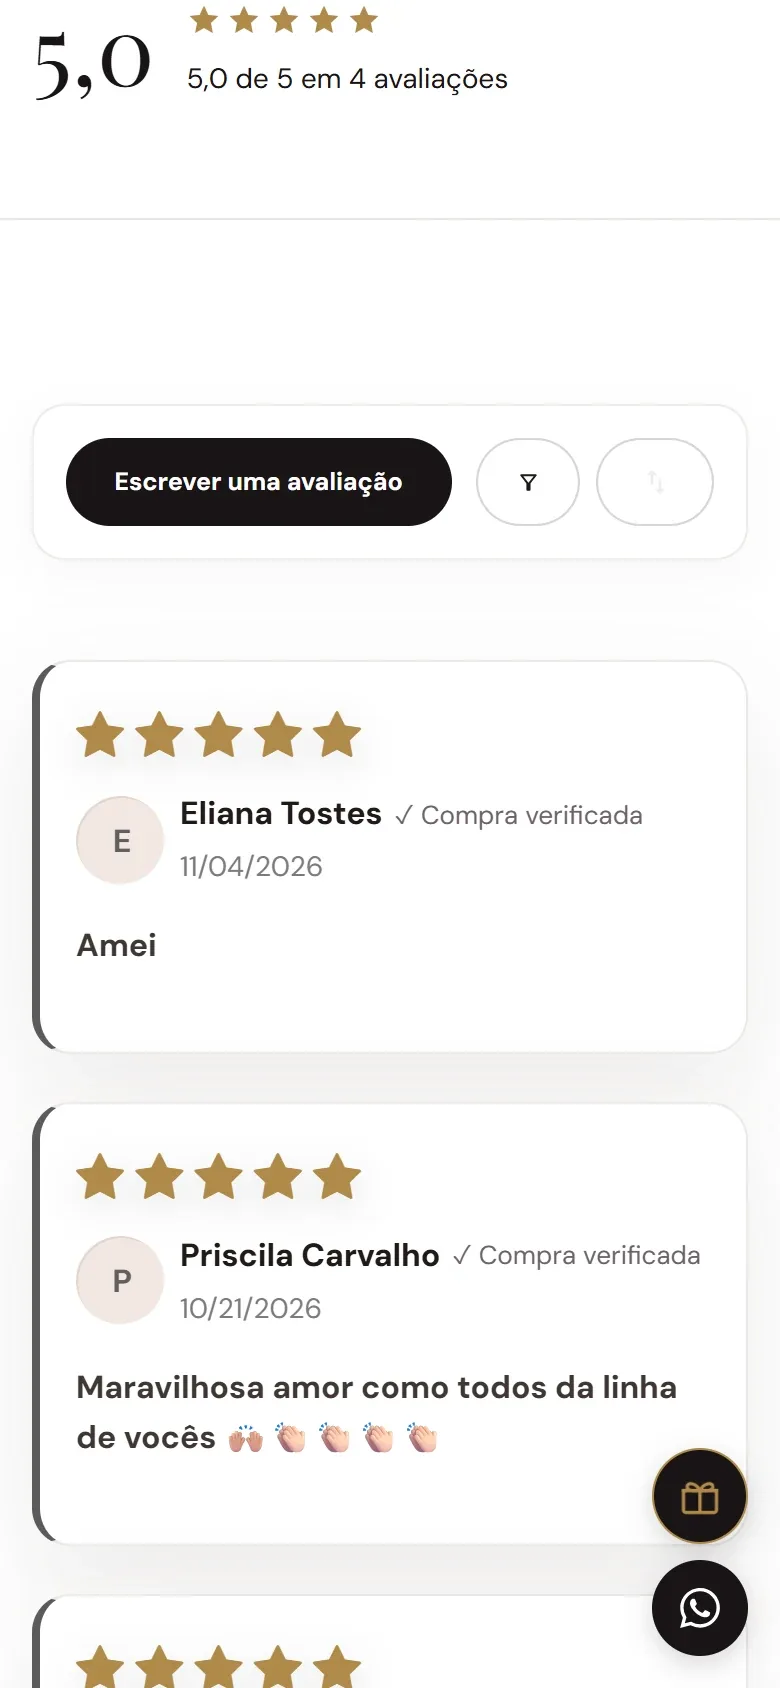 5,0
5,0 de 5 em 4 avaliações
Escrever uma avaliação
E
Eliana Tostes ✓ Compra verificada
11/04/2026
Amei
P
Priscila Carvalho ✓ Compra verificada
10/21/2026
Maravilhosa amor como todos da linha
de vocês 🙌🏼 👏🏻 👏🏻 👏🏻 👏🏻